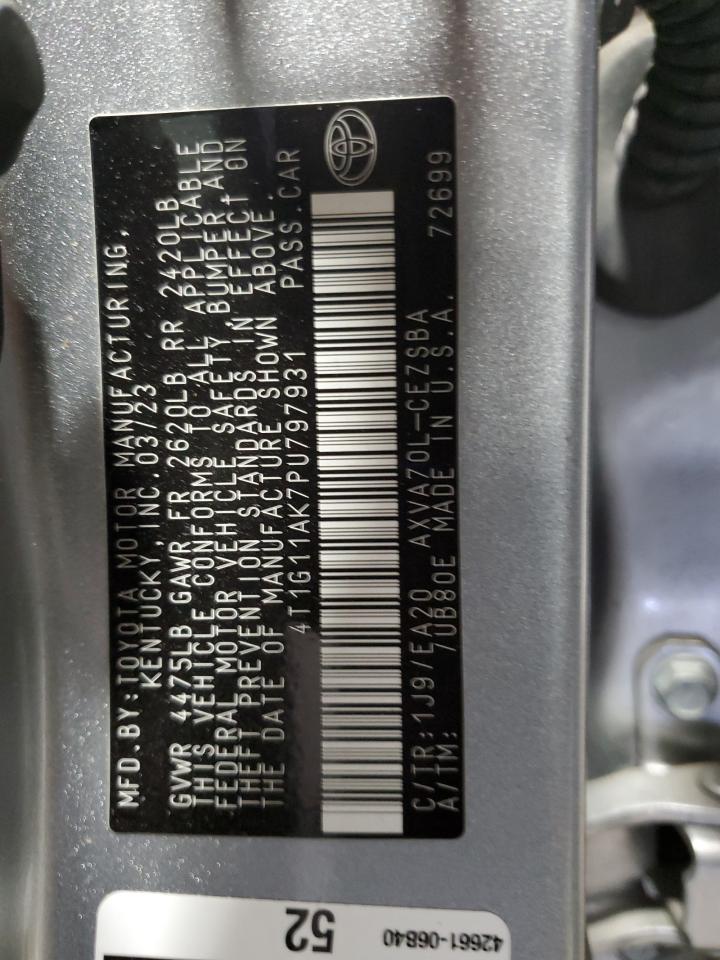 MFD.BY:TOYOTA MOTOR MANUFACTURING,
KENTUCKY,INC.03/23
GVWR 4475LB GAWR FR 2620LB RR 2420LB
THIS VEHICLE CONFORMS TO ALL APPLICABLE
FEDERAL MOTOR VEHICLE SAFETY BUMPER,AND
THEFT PREVENTION STANDARDS IN EFFECT ON
THE DATE OF MANUFACTURE SHOWN ABOVE.
4T1G11AK7PU797931 PASS.CAR
C/TR:1J9/EA20 AXVA70L-CEZSBA
A/TM: 7UB80E MADE IN U.S.A. 72699
52
42661-06840